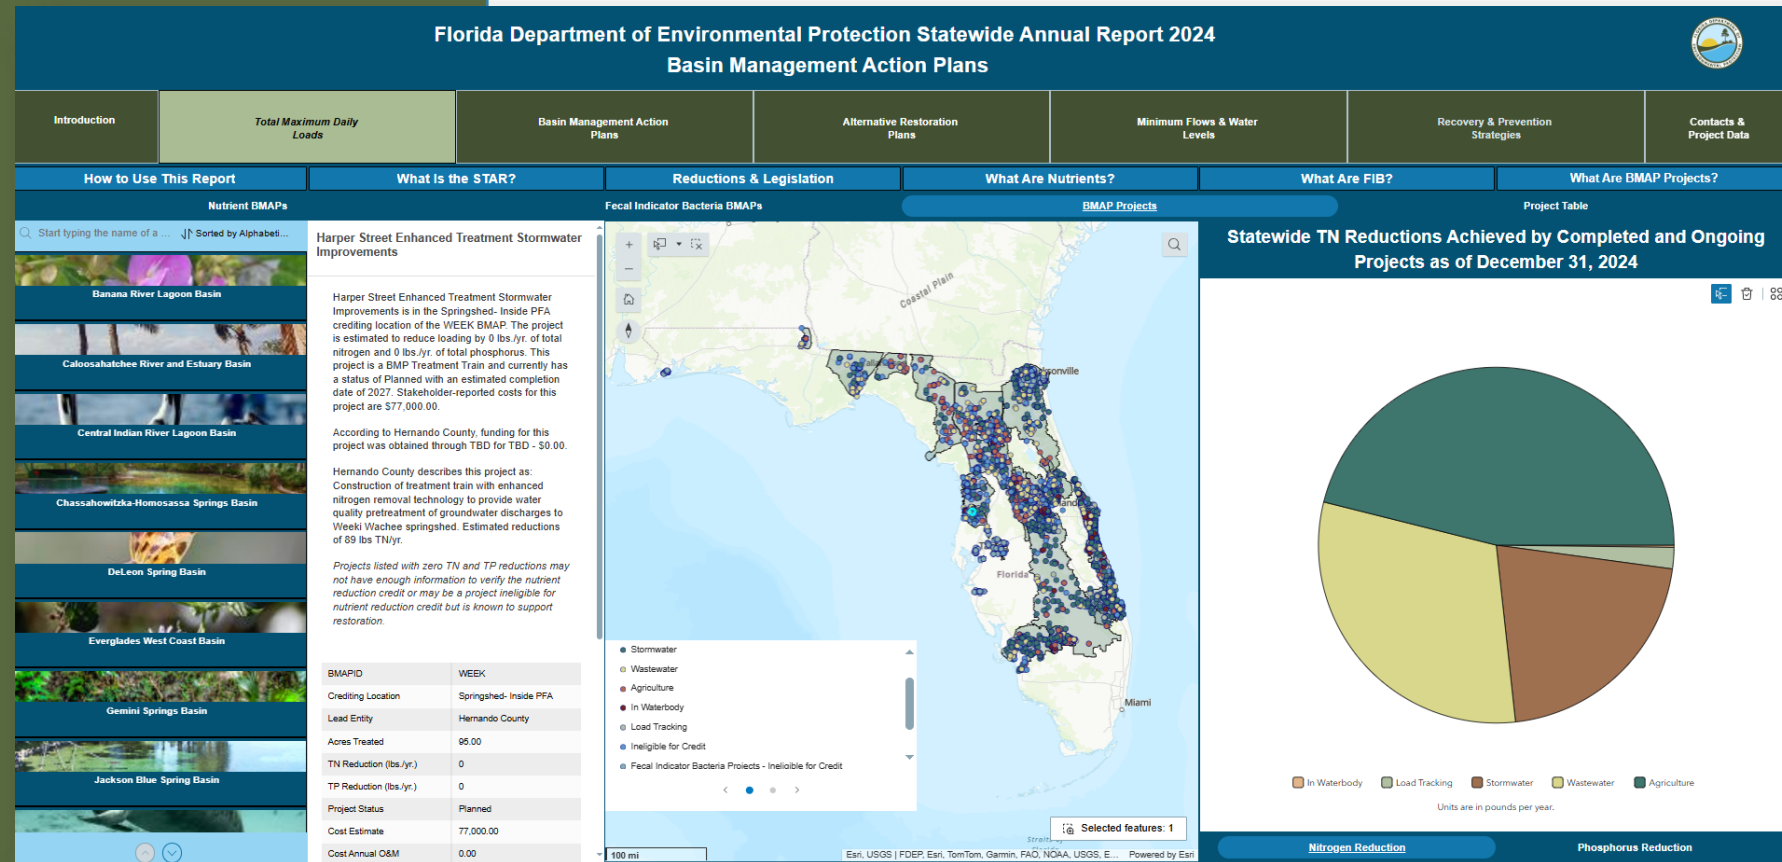 Florida Department of Environmental Protection Statewide Annual Report 2024
Basin Management Action Plans
Introduction
Total Maximum Daily
Loads
Basin Management Action
Plans
Alternative Restoration
Plans
Minimum Flows & Water
Levels
Recovery & Prevention
Strategies
Contacts &
Project Data
How to Use This Report
What Is the STAR?
Reductions & Legislation
What Are Nutrients?
What Are FIB?
What Are BMAP Projects?
Nutrient BMAPs
Fecal Indicator Bacteria BMAPs
BMAP Projects
Project Table
Start typing the name of a ...
Sorted by Alphabeti...
Banana River Lagoon Basin
Caloosahatchee River and Estuary Basin
Central Indian River Lagoon Basin
Chassahowitzka-Homosassa Springs Basin
DeLeon Spring Basin
Everglades West Coast Basin
Gemini Springs Basin
Jackson Blue Spring Basin
Harper Street Enhanced Treatment Stormwater
Improvements
Harper Street Enhanced Treatment Stormwater
Improvements is in the Springshed- Inside PFA
crediting location of the WEEK BMAP. The project
is estimated to reduce loading by 0 lbs./yr. of total
nitrogen and 0 lbs./yr. of total phosphorus. This
project is a BMP Treatment Train and currently has
a status of Planned with an estimated completion
date of 2027. Stakeholder-reported costs for this
project are $77,000.00.
According to Hernando County, funding for this
project was obtained through TBD for TBD - $0.00.
Hernando County describes this project as:
Construction of treatment train with enhanced
nitrogen removal technology to provide water
quality pretreatment of groundwater discharges to
Weeki Wachee springshed. Estimated reductions
of 89 lbs TN/yr.
Projects listed with zero TN and TP reductions may
not have enough information to verify the nutrient
reduction credit or may be a project ineligible for
nutrient reduction credit but is known to support
restoration.
BMAPID WEEK
Crediting Location Springshed- Inside PFA
Lead Entity Hernando County
Acres Treated 95.00
TN Reduction (lbs./yr.) 0
TP Reduction (lbs./yr.) 0
Project Status Planned
Cost Estimate 77,000.00
Cost Annual O&M 0.00
Coastal Plain
Florida
Miami
Stormwater
Wastewater
Agriculture
In Waterbody
Load Tracking
Ineligible for Credit
Fecal Indicator Bacteria Projects - Ineligible for Credit
Selected features: 1
100 mi
Esri, USGS | FDEP, Esri, TomTom, Garmin, FAO, NOAA, USGS, E... Powered by Esri
Statewide TN Reductions Achieved by Completed and Ongoing
Projects as of December 31, 2024
In Waterbody Load Tracking Stormwater Wastewater Agriculture
Units are in pounds per year.
Nitrogen Reduction
Phosphorus Reduction